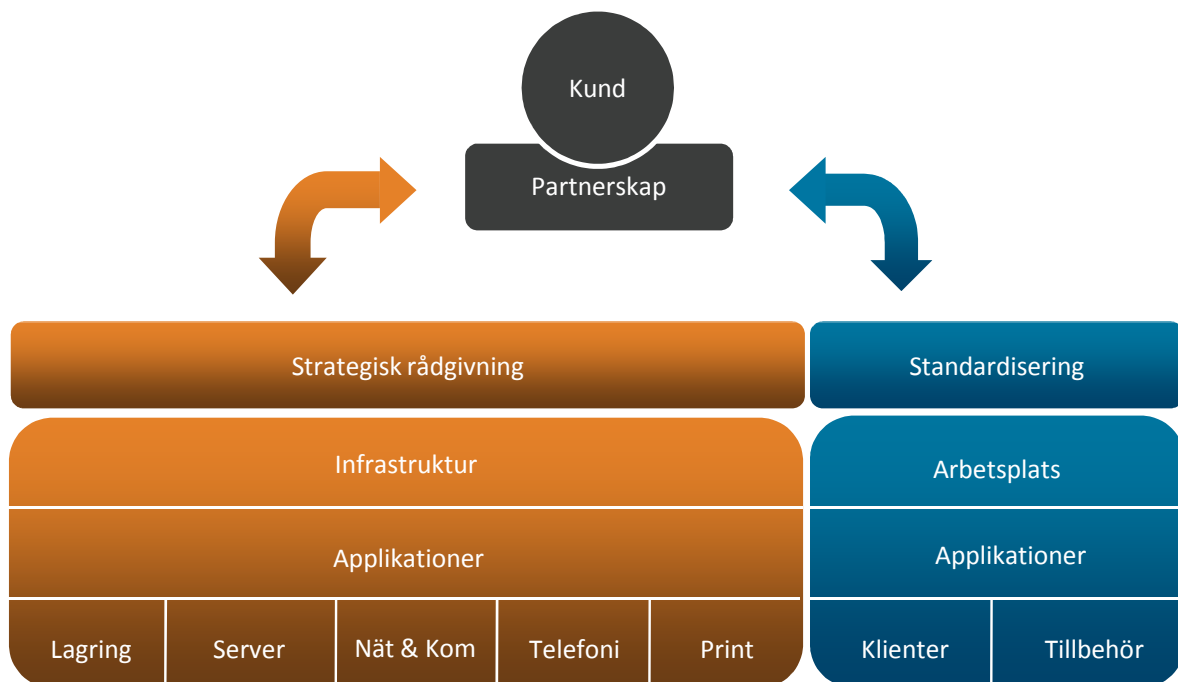 Kund
Partnerskap
Strategisk rådgivning
Standardisering
Infrastruktur
Arbetsplats
Applikationer
Applikationer
Lagring
Server
Nät & Kom
Telefoni
Print
Klienter
Tillbehör